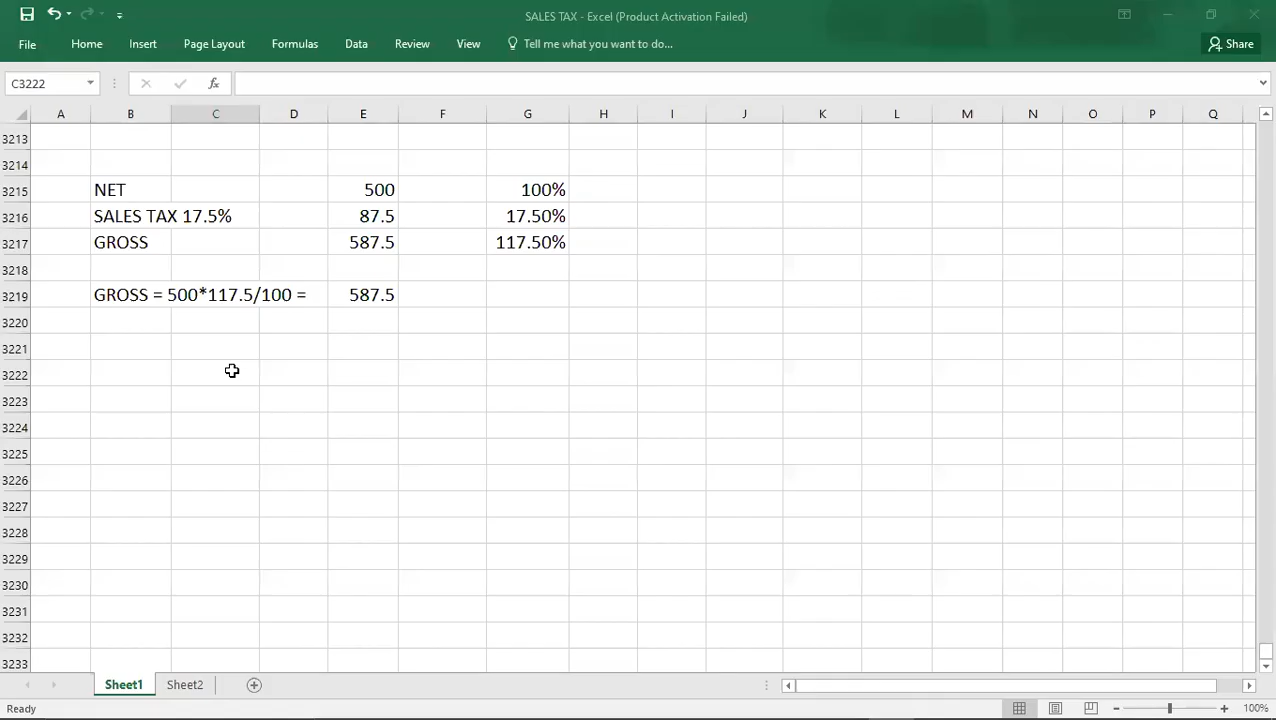 SALES TAX - Excel (Product Activation Failed)
File Home Insert Page Layout Formulas Data Review View Tell me what you want to do... Share
C3222 fx
A B C D E F G H I J K L M N O P Q
3213
3214
3215 NET 500 100%
3216 SALES TAX 17.5% 87.5 17.50%
3217 GROSS 587.5 117.50%
3218
3219 GROSS = 500*117.5/100 = 587.5
3220
3221
3222
3223
3224
3225
3226
3227
3228
3229
3230
3231
3232
3233
Sheet1 Sheet2
Ready 100%